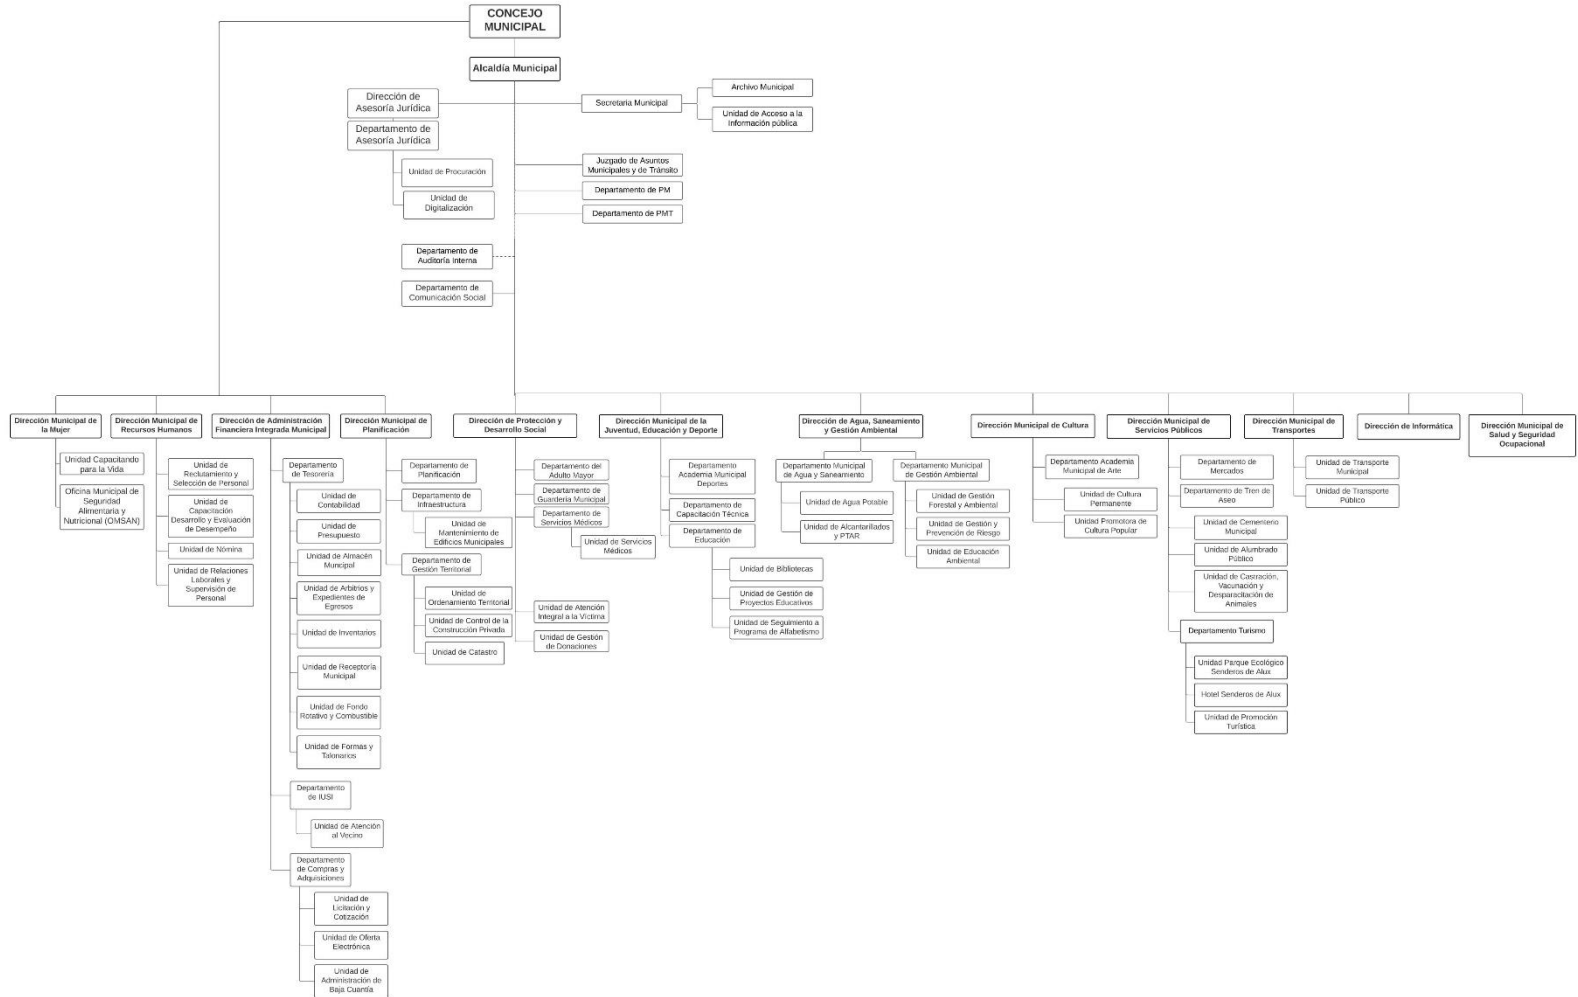 CONCEJO
MUNICIPAL
Alcaldía Municipal
Dirección de
Asesoría Jurídica
Departamento de
Asesoría Jurídica
Unidad de Procuración
Unidad de
Digitalización
Secretaria Municipal
Archivo Municipal
Unidad de Acceso a la
Información pública
Juzgado de Asuntos
Municipales y de Tránsito
Departamento de PM
Departamento de PMT
Departamento de
Auditoría Interna
Departamento de
Comunicación Social
Dirección Municipal de
la Mujer
Unidad Capacitando
para la Vida
Oficina Municipal de
Seguridad
Alimentaria y
Nutricional (OMSAN)
Dirección Municipal de
Recursos Humanos
Unidad de
Reclutamiento y
Selección de Personal
Unidad de
Capacitación
Desarrollo y Evaluación
de Desempeño
Unidad de Nómina
Unidad de Relaciones
Laborales y
Supervisión de
Personal
Dirección de Administración
Financiera Integrada Municipal
Departamento
de Tesorería
Unidad de
Contabilidad
Unidad de
Presupuesto
Unidad de Almacén
Muncipal
Unidad de Arbitrios y
Expedientes de
Egresos
Unidad de Inventarios
Unidad de Receptoría
Municipal
Unidad de Fondo
Rotativo y Combustible
Unidad de Formas y
Talonarios
Departamento
de IUSI
Unidad de Atención
al Vecino
Departamento
de Compras y
Adquisiciones
Unidad de
Licitación y
Cotización
Unidad de Oferta
Electrónica
Unidad de
Administración de
Baja Cuantía
Dirección Municipal de
Planificación
Departamento de
Planificación
Departamento de
Infraestructura
Unidad de
Mantenimiento de
Edificios Municipales
Departamento de
Gestión Territorial
Unidad de
Ordenamiento Territorial
Unidad de Control de la
Construcción Privada
Unidad de Catastro
Dirección de Protección y
Desarrollo Social
Departamento del
Adulto Mayor
Departamento de
Guardería Municipal
Departamento de
Servicios Médicos
Unidad de Servicios
Médicos
Unidad de Atención
Integral a la Víctima
Unidad de Gestión
de Donaciones
Dirección Municipal de la
Juventud, Educación y Deporte
Departamento
Academia Municipal
Deportes
Departamento de
Capacitación Técnica
Departamento de
Educación
Unidad de Bibliotecas
Unidad de Gestión de
Proyectos Educativos
Unidad de Seguimiento a
Programa de Alfabetismo
Dirección de Agua, Saneamiento
y Gestión Ambiental
Departamento Municipal
de Agua y Saneamiento
Unidad de Agua Potable
Unidad de Alcantarillados
y PTAR
Departamento Municipal
de Gestión Ambiental
Unidad de Gestión
Forestal y Ambiental
Unidad de Gestión y
Prevención de Riesgo
Unidad de Educación
Ambiental
Dirección Municipal de Cultura
Departamento Academia
Municipal de Arte
Unidad de Cultura
Permanente
Unidad Promotora de
Cultura Popular
Dirección Municipal de
Servicios Públicos
Departamento de
Mercados
Departamento de Tren de
Aseo
Unidad de Cementerio
Municipal
Unidad de Alumbrado
Público
Unidad de Castración,
Vacunación y
Desparacitación de
Animales
Departamento Turismo
Unidad Parque Ecológico
Senderos de Alux
Hotel Senderos de Alux
Unidad de Promoción
Turística
Dirección Municipal de
Transportes
Unidad de Transporte
Municipal
Unidad de Transporte
Público
Dirección de Informática
Dirección Municipal de
Salud y Seguridad
Ocupacional